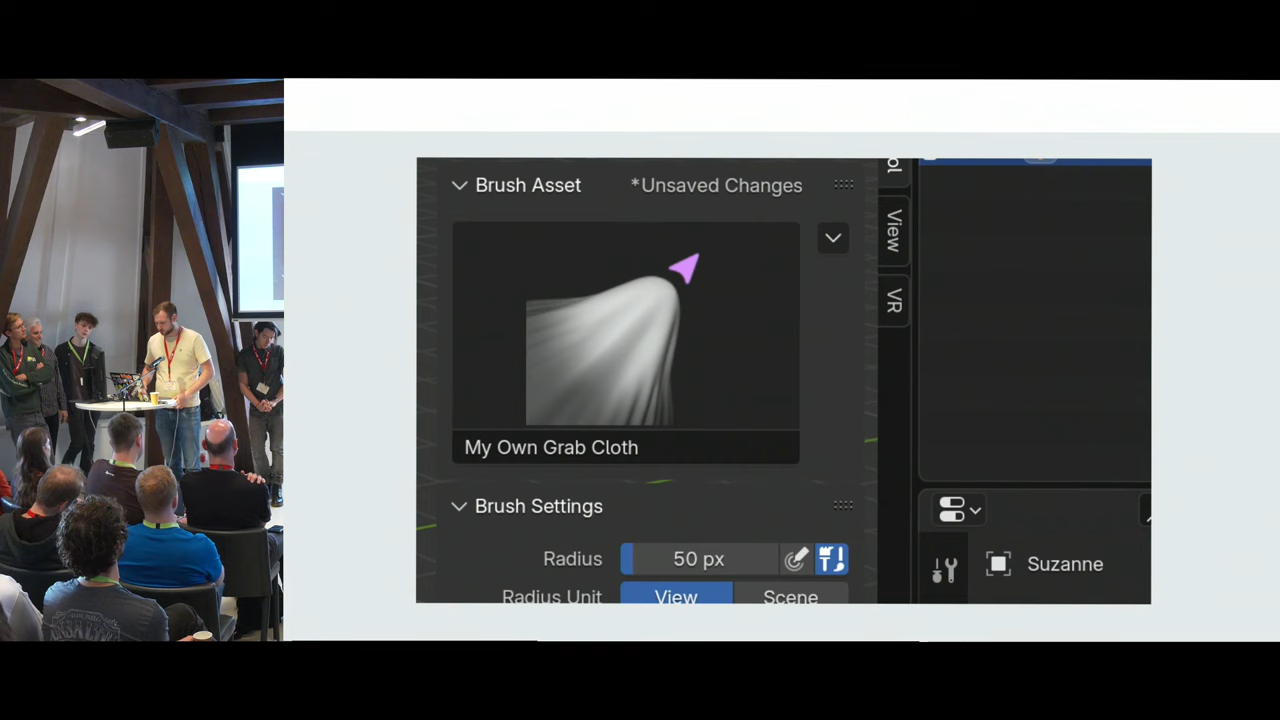 Brush Asset *Unsaved Changes
My Own Grab Cloth
Brush Settings
Radius 50 px
Radius Unit View Scene
ol
View
VR
Suzanne